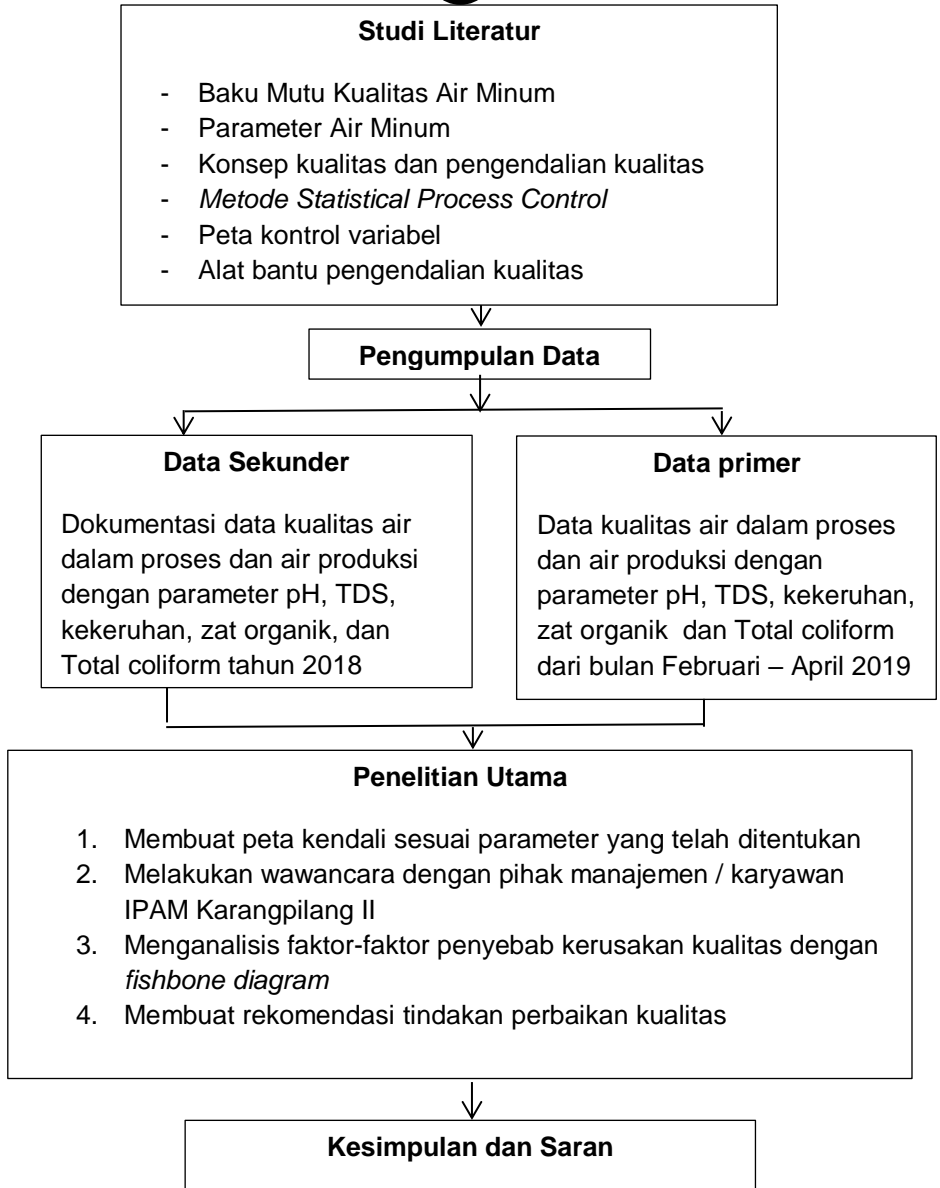 Studi Literatur
- Baku Mutu Kualitas Air Minum
- Parameter Air Minum
- Konsep kualitas dan pengendalian kualitas
- Metode Statistical Process Control
- Peta kontrol variabel
- Alat bantu pengendalian kualitas
Pengumpulan Data
Data Sekunder
Dokumentasi data kualitas air
dalam proses dan air produksi
dengan parameter pH, TDS,
kekeruhan, zat organik, dan
Total coliform tahun 2018
Data primer
Data kualitas air dalam proses
dan air produksi dengan
parameter pH, TDS, kekeruhan,
zat organik dan Total coliform
dari bulan Februari – April 2019
Penelitian Utama
1. Membuat peta kendali sesuai parameter yang telah ditentukan
2. Melakukan wawancara dengan pihak manajemen / karyawan
IPAM Karangpilang II
3. Menganalisis faktor-faktor penyebab kerusakan kualitas dengan
fishbone diagram
4. Membuat rekomendasi tindakan perbaikan kualitas
Kesimpulan dan Saran